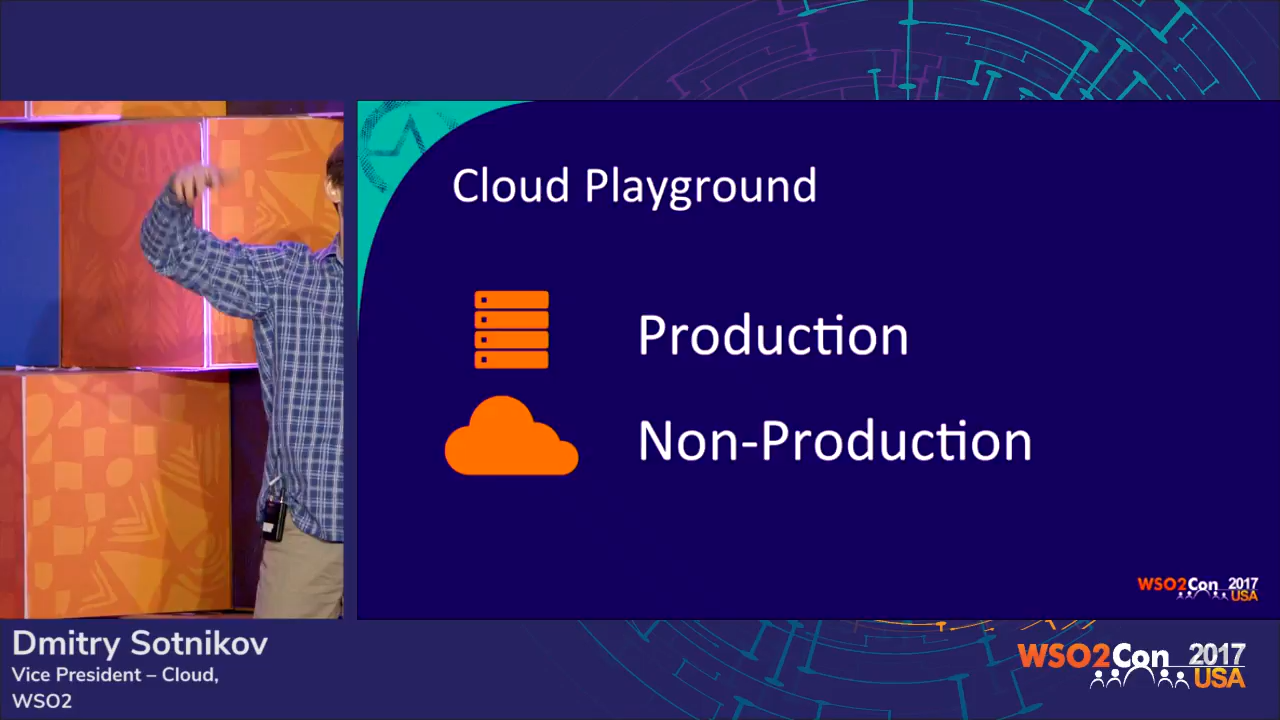 Cloud Playground
Production
Non-Production
WSO2Con 2017
USA
Dmitry Sotnikov
Vice President – Cloud,
WSO2
WSO2Con 2017
USA